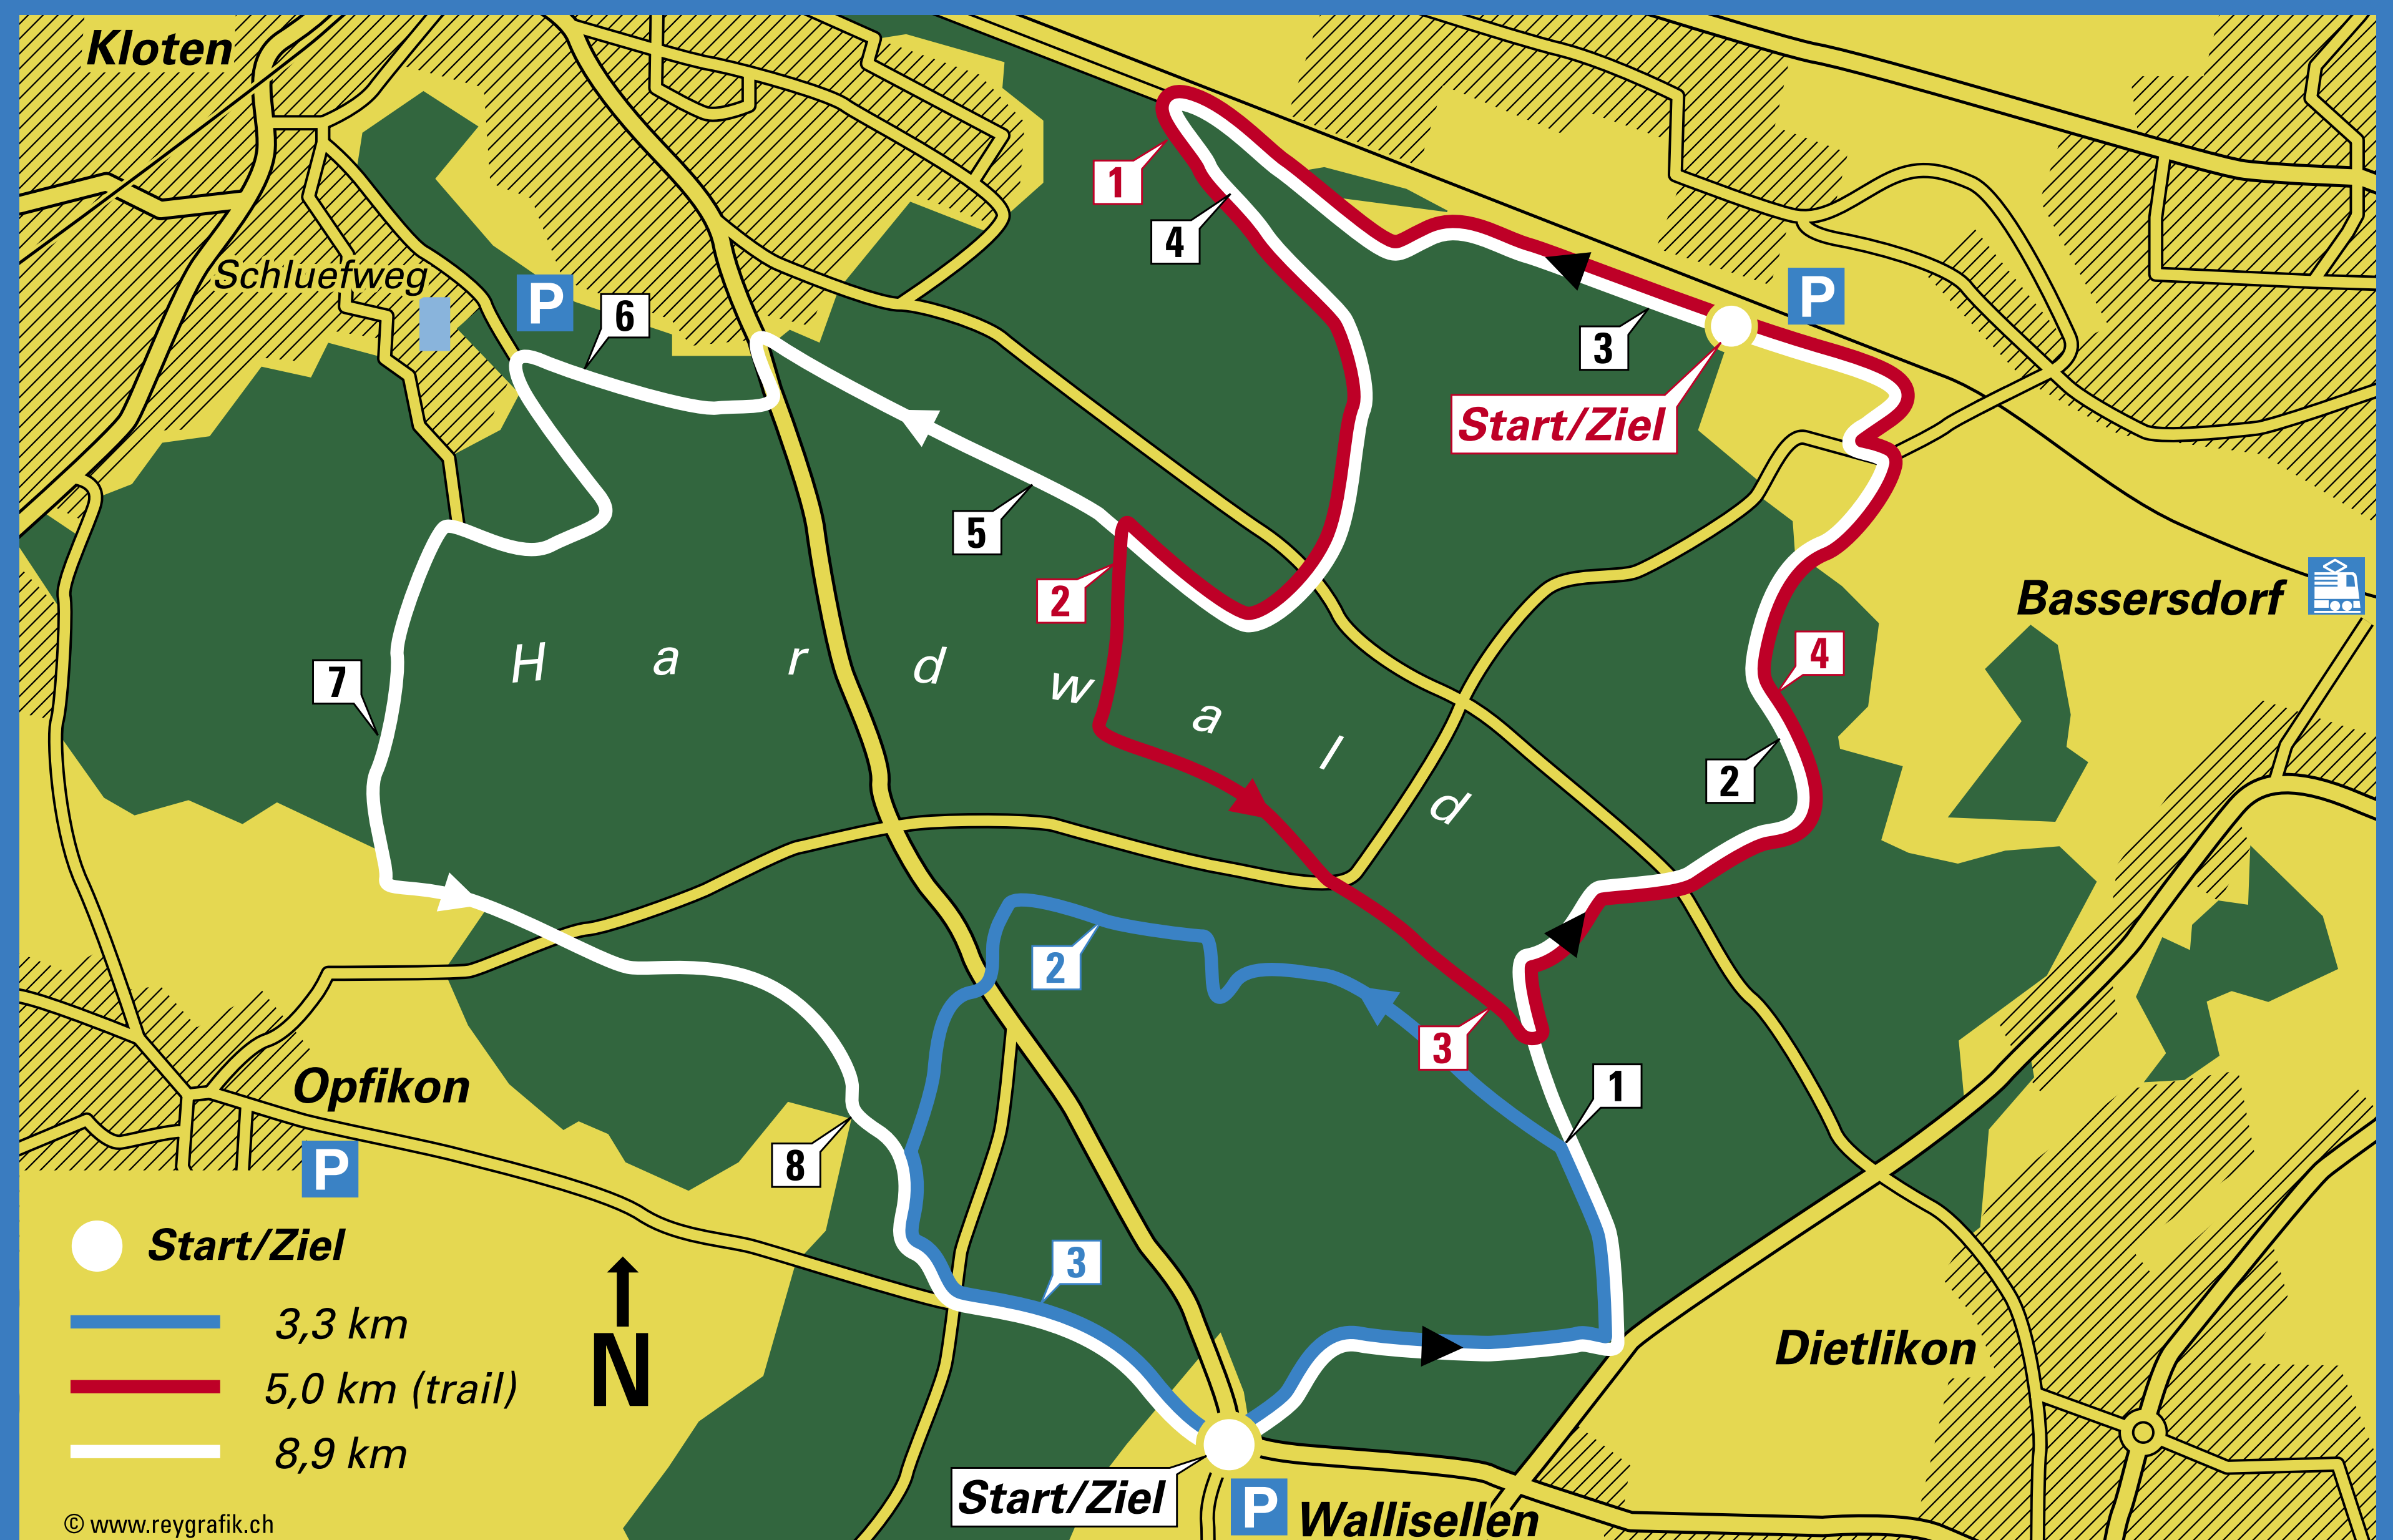 Kloten
1
4
Schluefweg
P
6
P
3
Start/Ziel
5
2
Bassersdorf
4
7
H a r d w a l d
2
2
3
1
Opfikon
P
8
3
Start/Ziel
3,3 km
5,0 km (trail)
8,9 km
N
Dietlikon
Start/Ziel
P
Wallisellen
© www.reygrafik.ch